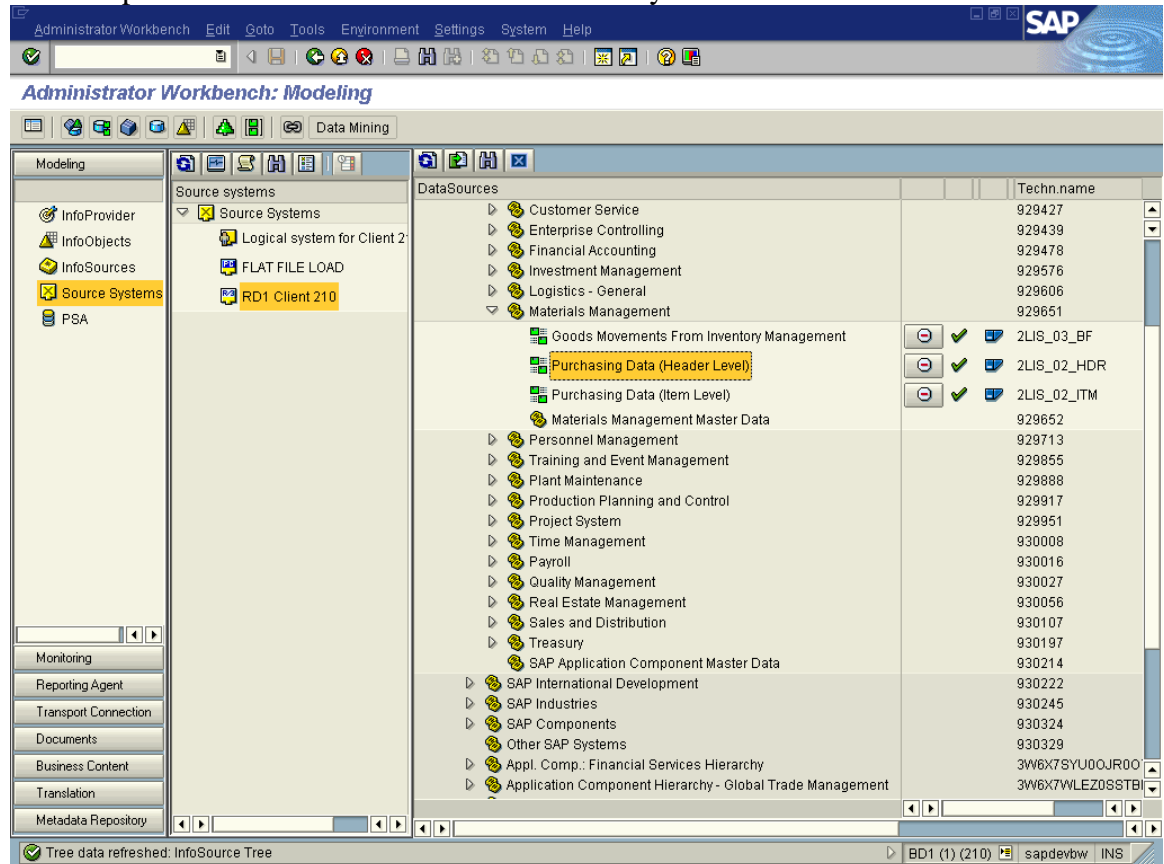 Administrator Workbench Edit Goto Tools Environment Settings System Help
SAP
Administrator Workbench: Modeling
Data Mining
Modeling
InfoProvider
InfoObjects
InfoSources
Source Systems
PSA
Monitoring
Reporting Agent
Transport Connection
Documents
Business Content
Translation
Metadata Repository
Source systems
Source Systems
Logical system for Client 2
FLAT FILE LOAD
RD1 Client 210
DataSources Techn.name
Customer Service 929427
Enterprise Controlling 929439
Financial Accounting 929478
Investment Management 929576
Logistics - General 929606
Materials Management 929651
Goods Movements From Inventory Management 2LIS_03_BF
Purchasing Data (Header Level) 2LIS_02_HDR
Purchasing Data (Item Level) 2LIS_02_ITM
Materials Management Master Data 929652
Personnel Management 929713
Training and Event Management 929855
Plant Maintenance 929888
Production Planning and Control 929917
Project System 929951
Time Management 930008
Payroll 930016
Quality Management 930027
Real Estate Management 930056
Sales and Distribution 930107
Treasury 930197
SAP Application Component Master Data 930214
SAP International Development 930222
SAP Industries 930245
SAP Components 930324
Other SAP Systems 930329
Appl. Comp.: Financial Services Hierarchy 3W6X7SYU0OJR0O
Application Component Hierarchy - Global Trade Management 3W6X7WLEZ0SSTB
Tree data refreshed: InfoSource Tree BD1 (1) (210) sapdevbw INS